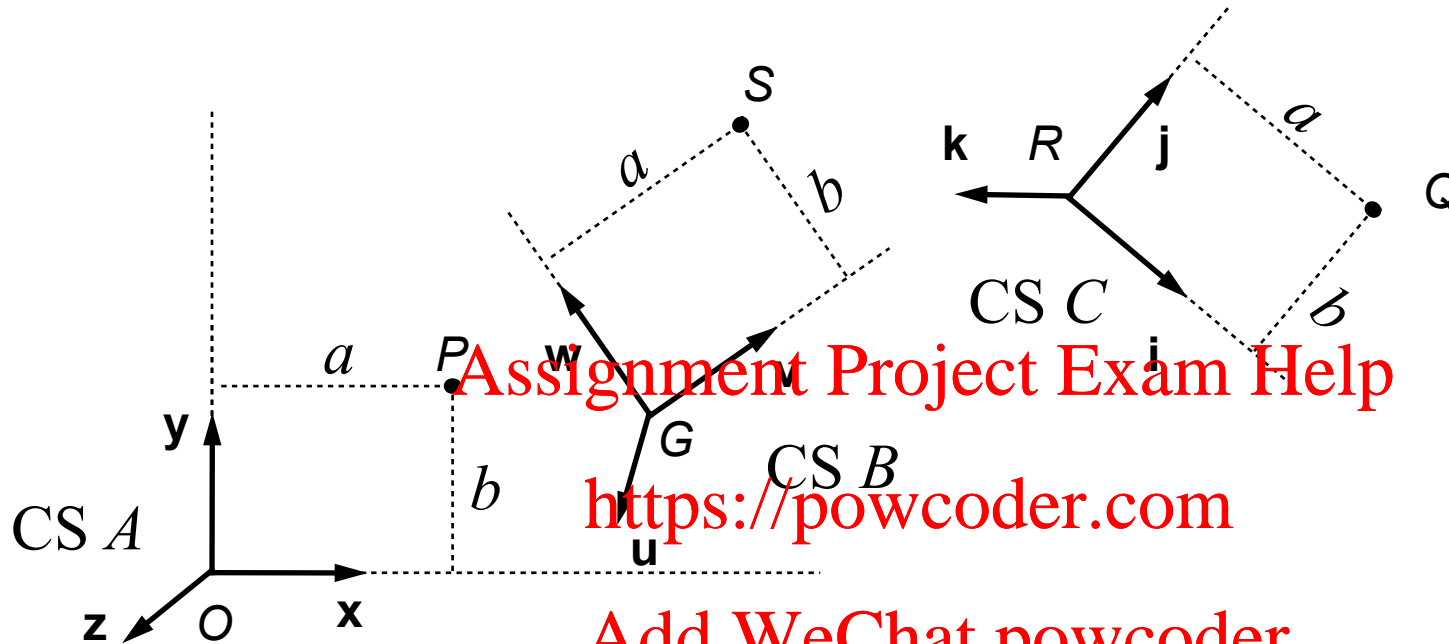 S
k R j
a
a b
Q
CS C
b
a P w v i
Assignment Project Exam Help
y
G
b CS B
https://powcoder.com
CS A
u
z O x
Add WeChat powcoder